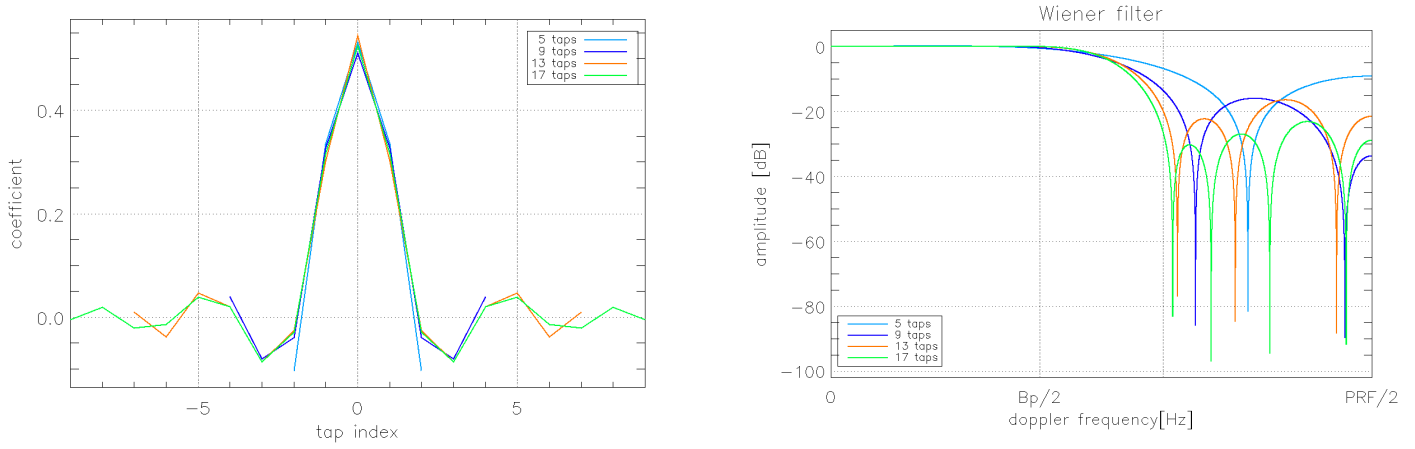 5 taps
9 taps
13 taps
17 taps
0.4
0.2
0.0
coefficient
−5
0
5
tap index
Wiener filter
0
−20
−40
−60
−80
−100
amplitude [dB]
5 taps
9 taps
13 taps
17 taps
0
Bp/2
PRF/2
doppler frequency[Hz]